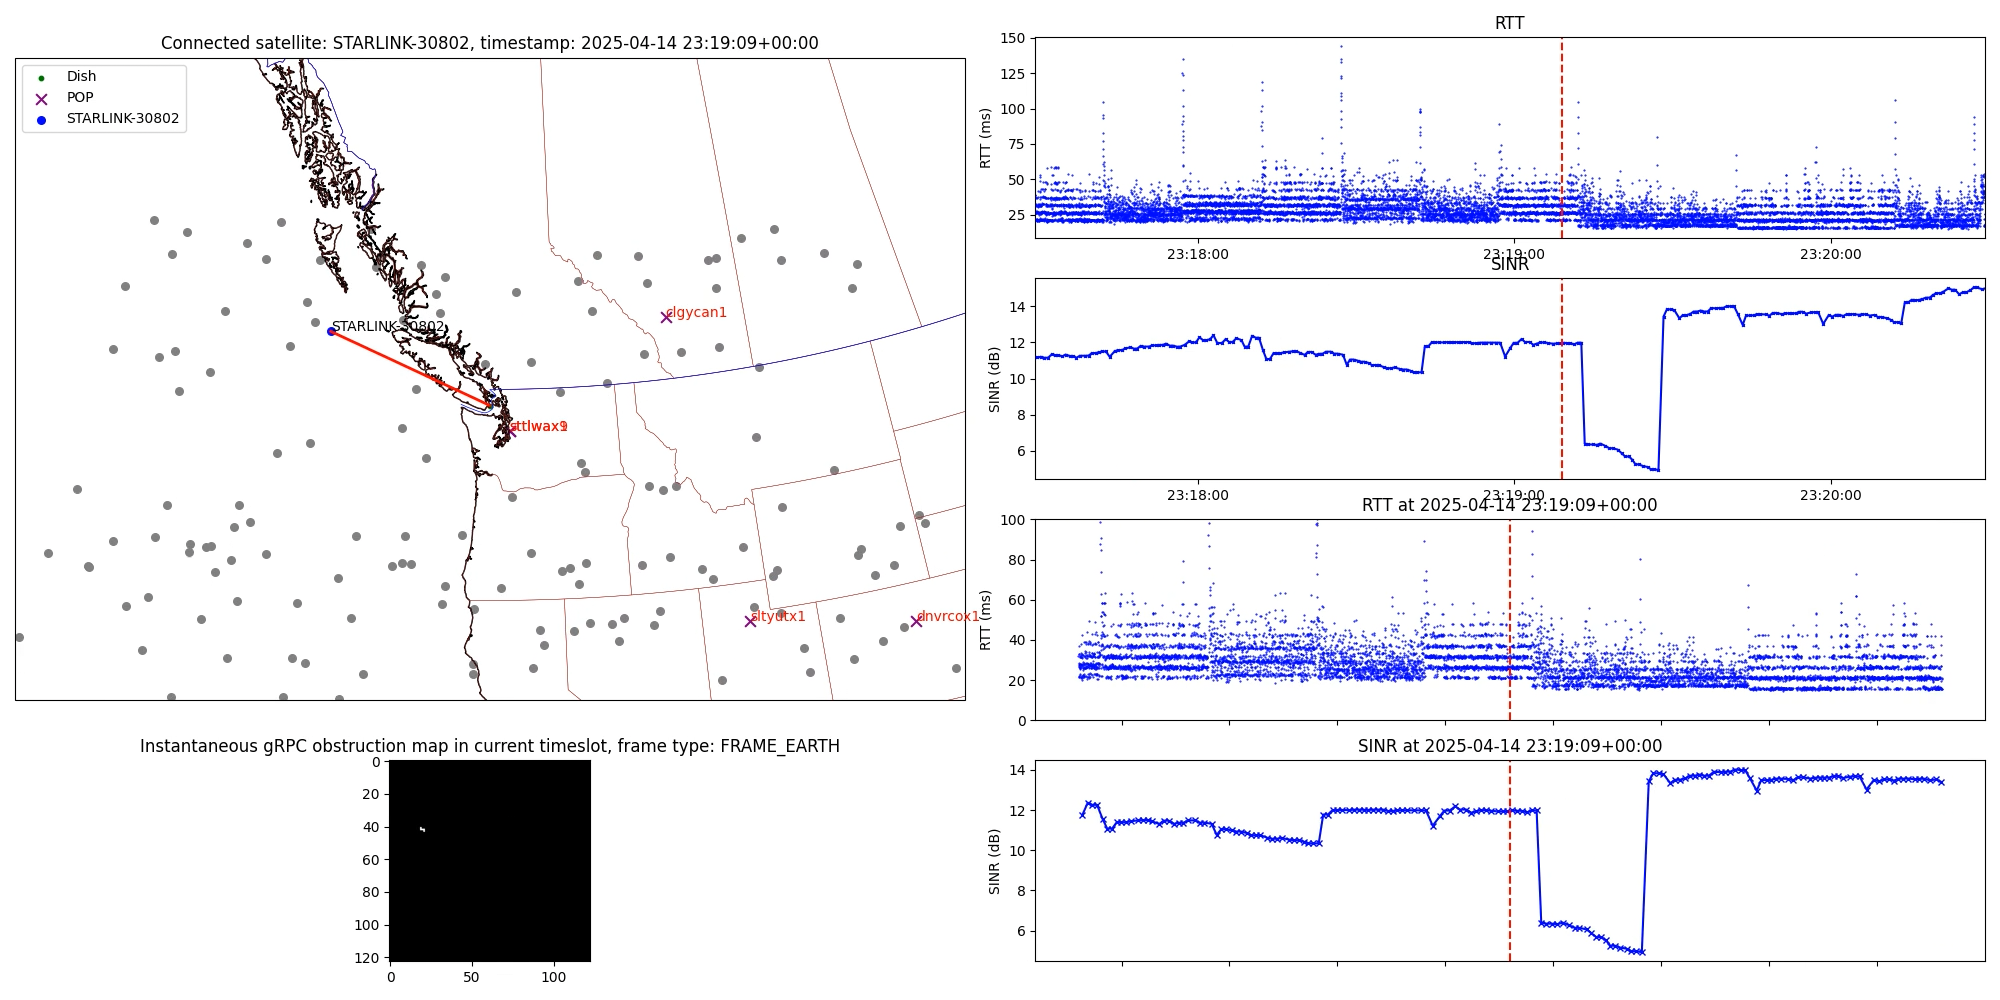 Connected satellite: STARLINK-30802, timestamp: 2025-04-14 23:19:09+00:00
Dish
POP
STARLINK-30802
STARLINK-30802
clgycan1
sltyutx1
dnvrcox1
Instantaneous gRPC obstruction map in current timeslot, frame type: FRAME_EARTH
0
20
40
60
80
100
120
0 50 100
RTT
RTT (ms)
150
125
100
75
50
25
23:18:00 23:19:00 23:20:00
SINR
SINR (dB)
14
12
10
8
6
23:18:00 23:19:00 23:20:00
RTT at 2025-04-14 23:19:09+00:00
RTT (ms)
100
80
60
40
20
0
SINR at 2025-04-14 23:19:09+00:00
SINR (dB)
14
12
10
8
6